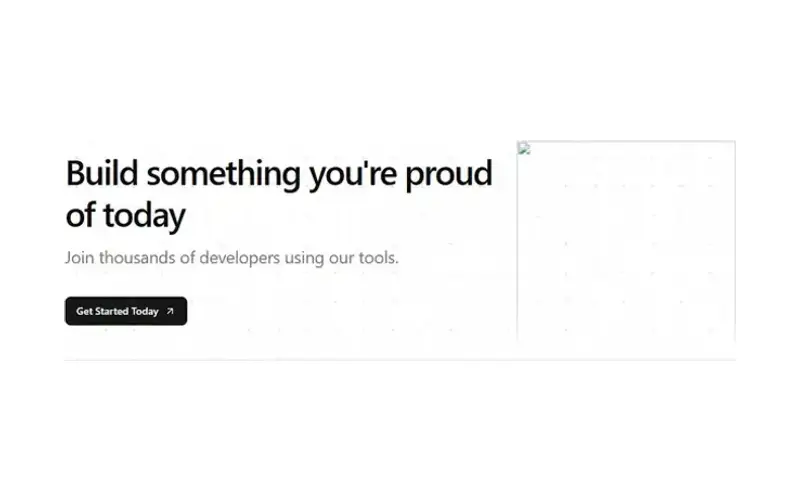 Build something you're proud
of today
Join thousands of developers using our tools.
Get Started Today